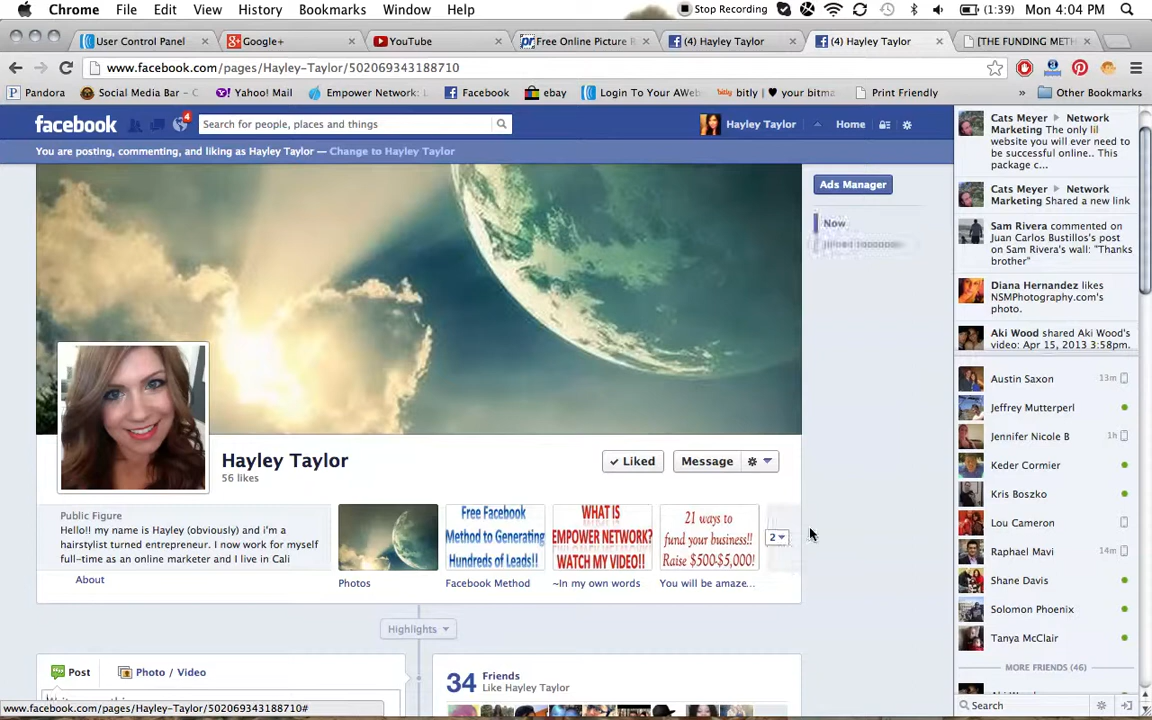 Chrome File Edit View History Bookmarks Window Help Stop Recording (1:39) Mon 4:04 PM
User Control Panel Google+ YouTube Free Online Picture R (4) Hayley Taylor (4) Hayley Taylor [THE FUNDING METH
www.facebook.com/pages/Hayley-Taylor/502069343188710
Pandora Social Media Bar - C Yahoo! Mail Empower Network: Facebook ebay Login To Your AWeb bitly | ♥ your bitma Print Friendly » Other Bookmarks
facebook 4 Search for people, places and things Hayley Taylor Home
You are posting, commenting, and liking as Hayley Taylor — Change to Hayley Taylor
Ads Manager
Now
Hayley Taylor
56 likes
✓ Liked Message
Public Figure
Hello!! my name is Hayley (obviously) and i'm a
hairstylist turned entrepreneur. I now work for myself
full-time as an online marketer and I live in Cali
About
Photos
Free Facebook
Method to Generating
Hundreds of Leads!!
Facebook Method
WHAT IS
EMPOWER NETWORK?
WATCH MY VIDEO!!
~In my own words
21 ways to
fund your business!!
Raise $500-$5,000!
You will be amaze...
2
Highlights
Post Photo / Video
34 Friends
Like Hayley Taylor
Cats Meyer ▸ Network
Marketing The only lil
website you will ever need to
be successful online.. This
package c...
Cats Meyer ▸ Network
Marketing Shared a new link
Sam Rivera commented on
Juan Carlos Bustillos's post
on Sam Rivera's wall: "Thanks
brother"
Diana Hernandez likes
NSMPhotography.com's
photo.
Aki Wood shared Aki Wood's
video: Apr 15, 2013 3:58pm.
Austin Saxon 13m
Jeffrey Mutterperl
Jennifer Nicole B 1h
Keder Cormier
Kris Boszko
Lou Cameron
Raphael Mavi 14m
Shane Davis
Solomon Phoenix
Tanya McClair
MORE FRIENDS (46)
Search
www.facebook.com/pages/Hayley-Taylor/502069343188710#